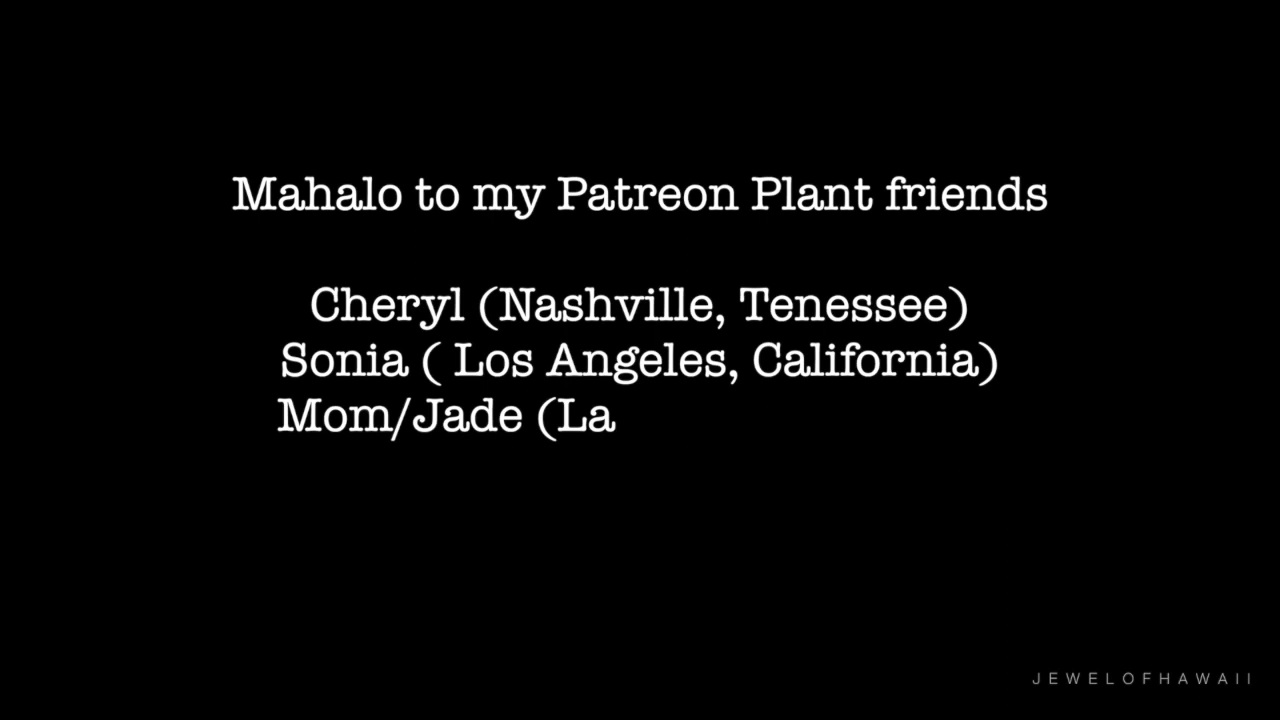 Mahalo to my Patreon Plant friends
Cheryl (Nashville, Tenessee)
Sonia ( Los Angeles, California)
Mom/Jade (La
JEWELOFHAWAII